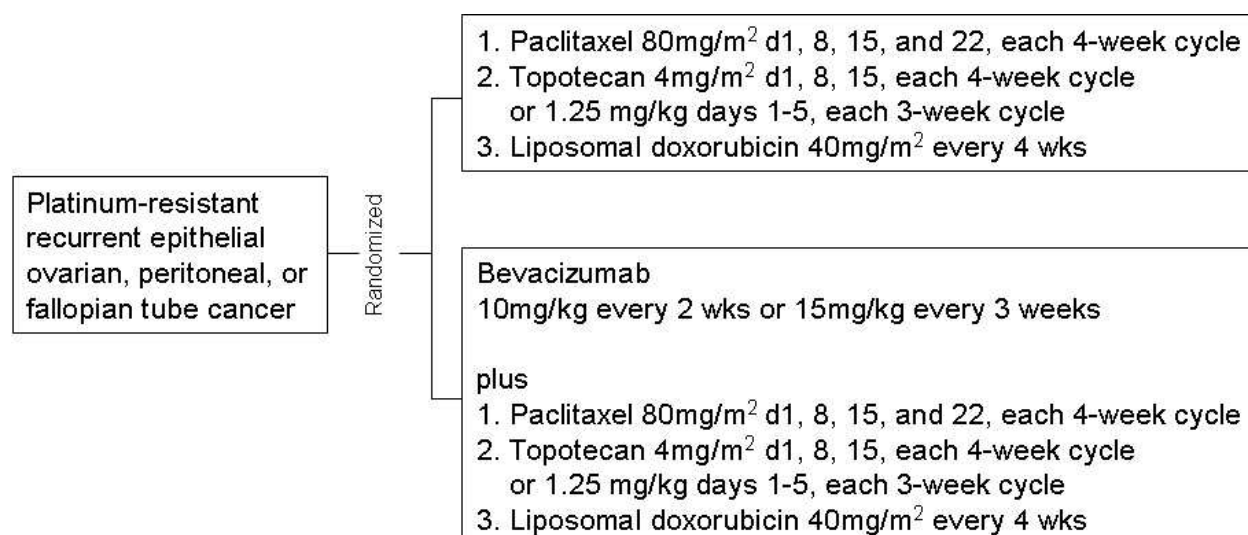 Platinum-resistant
recurrent epithelial
ovarian, peritoneal, or
fallopian tube cancer
Randomized
1. Paclitaxel 80mg/m² d1, 8, 15, and 22, each 4-week cycle
2. Topotecan 4mg/m² d1, 8, 15, each 4-week cycle
or 1.25 mg/kg days 1-5, each 3-week cycle
3. Liposomal doxorubicin 40mg/m² every 4 wks
Bevacizumab
10mg/kg every 2 wks or 15mg/kg every 3 weeks
plus
1. Paclitaxel 80mg/m² d1, 8, 15, and 22, each 4-week cycle
2. Topotecan 4mg/m² d1, 8, 15, each 4-week cycle
or 1.25 mg/kg days 1-5, each 3-week cycle
3. Liposomal doxorubicin 40mg/m² every 4 wks